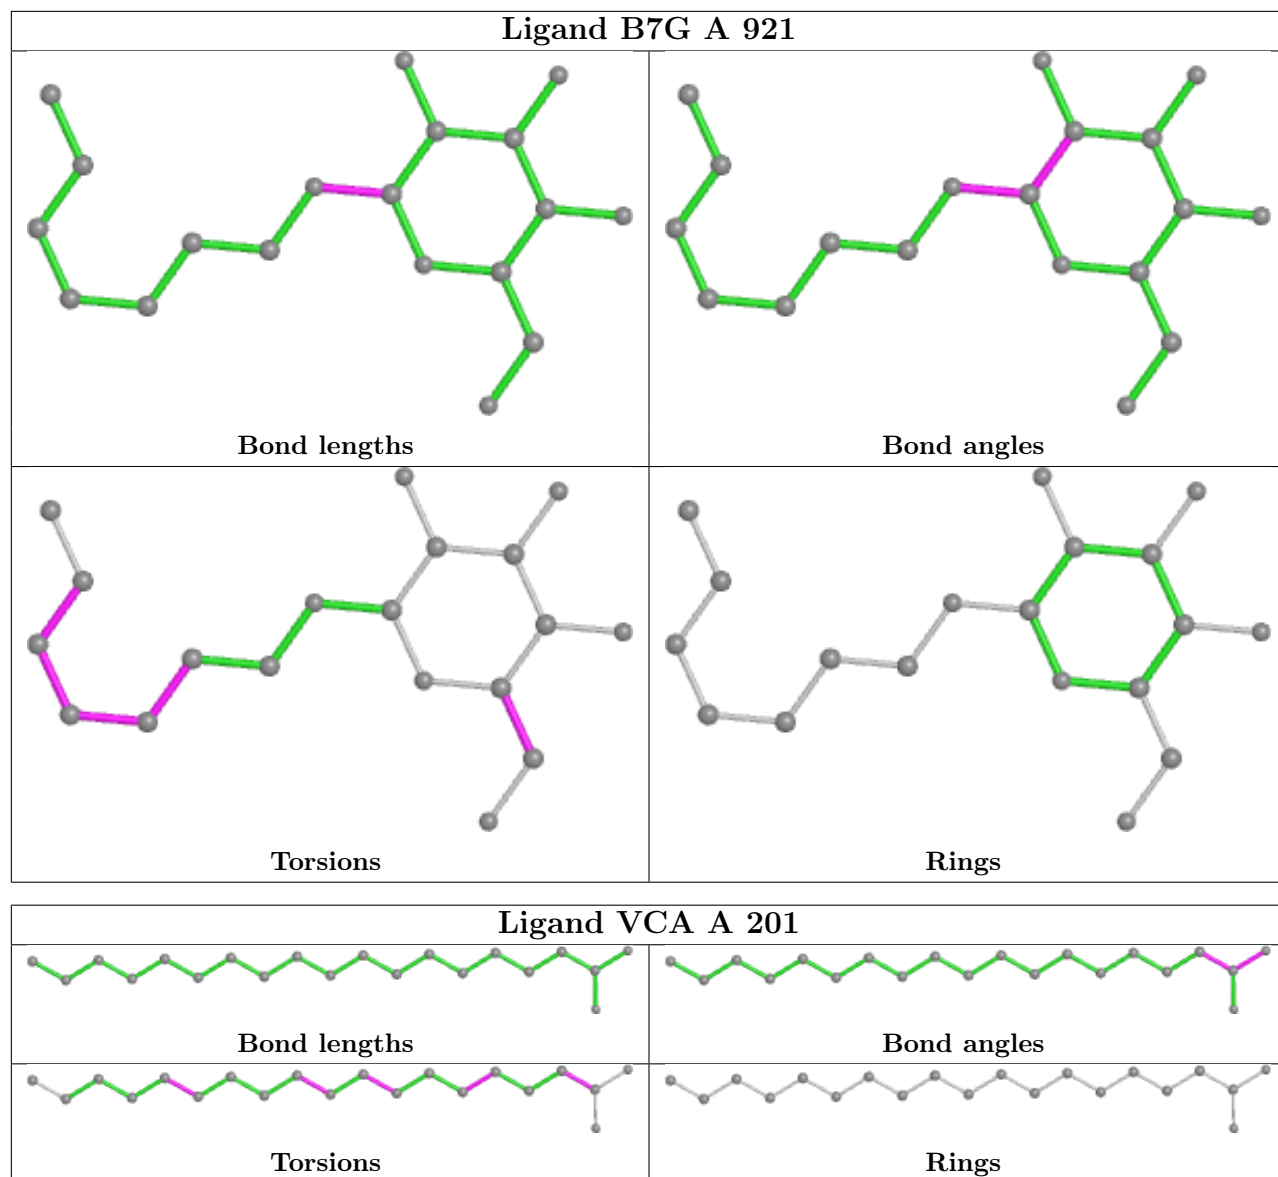 Ligand B7G A 921
Bond lengths
Bond angles
Torsions
Rings
Ligand VCA A 201
Bond lengths
Bond angles
Torsions
Rings